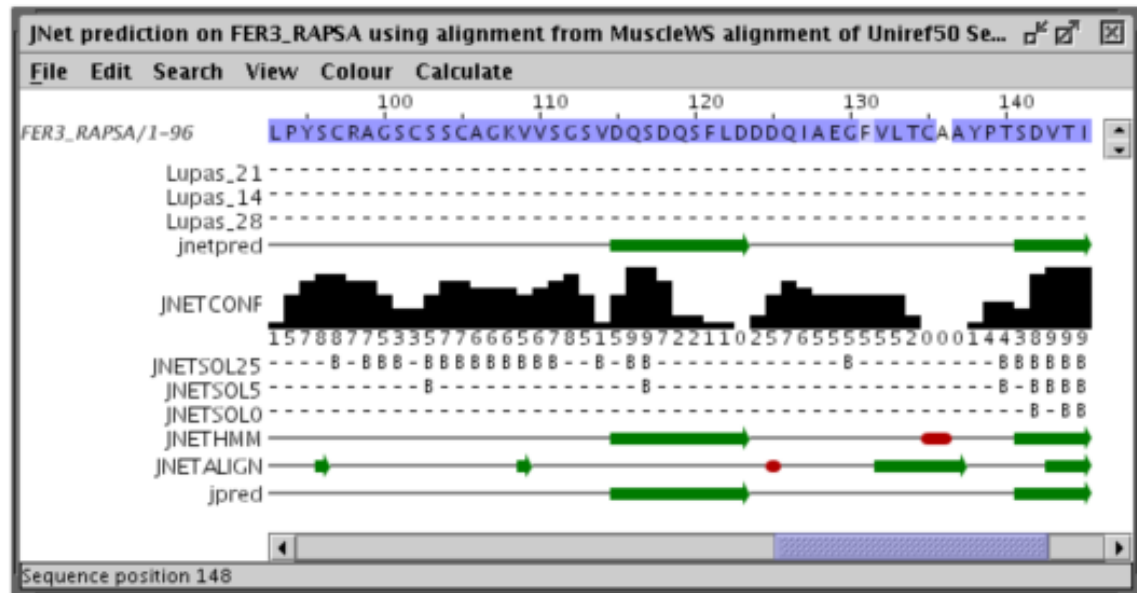 JNet prediction on FER3_RAPSA using alignment from MuscleWS alignment of Uniref50 Se...
File Edit Search View Colour Calculate
100 110 120 130 140
FER3_RAPSA/1-96 LPYSCRAGSCSSCAGKVVSGSVDQSDQSFLDDDQIAEGFVLTCAAYPTSDVTI
Lupas_21 -----------------------------------------------------
Lupas_14 -----------------------------------------------------
Lupas_28 -----------------------------------------------------
jnetpred
JNETCONF
15788775335776665678515997221102576555555200014438999
JNETSOL25 ----B-BBB-BBBBBBBBB--B-BB------------B---------BBBBBB
JNETSOL5 ----------B-------------B----------------------B-BBBB
JNETSOL0 -------------------------------------------------B-BB
JNETHMM
JNETALIGN
jpred
Sequence position 148